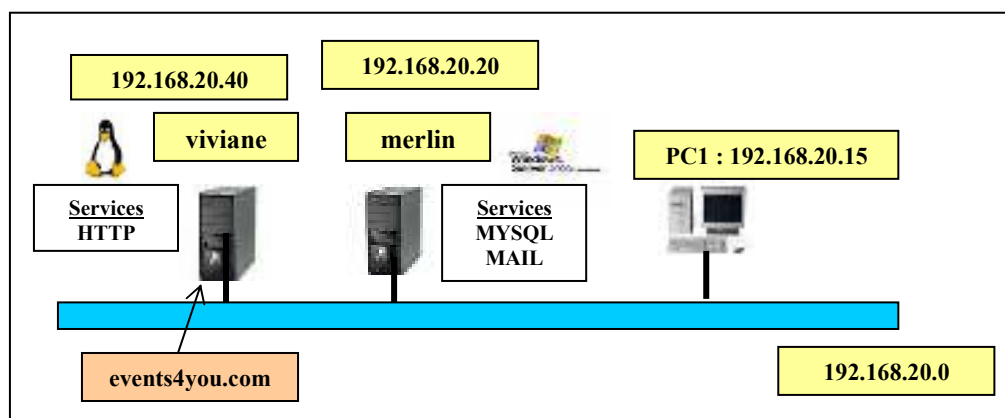 192.168.20.40
192.168.20.20
viviane
merlin
Windows
PC1 : 192.168.20.15
Services
HTTP
Services
MYSQL
MAIL
events4you.com
192.168.20.0